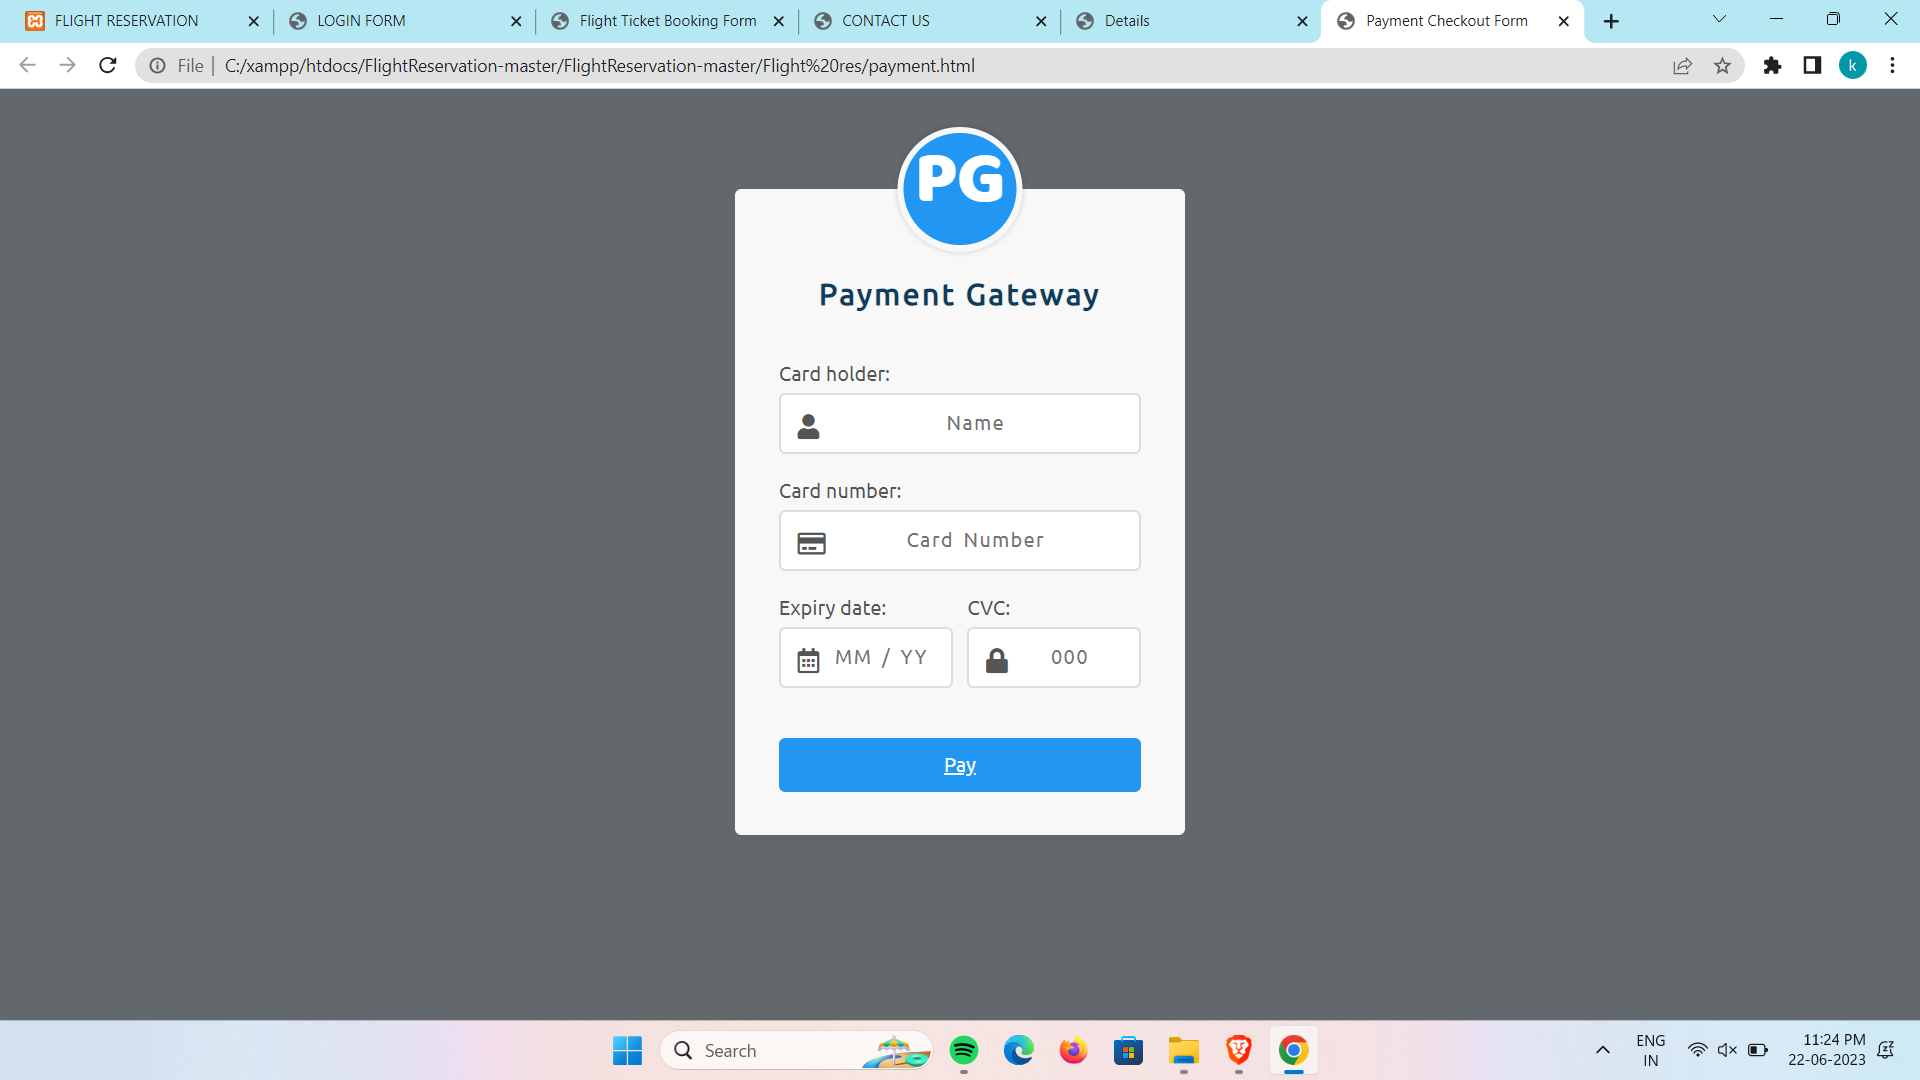 FLIGHT RESERVATION
LOGIN FORM
Flight Ticket Booking Form
CONTACT US
Details
Payment Checkout Form
File
C:/xampp/htdocs/FlightReservation-master/FlightReservation-master/Flight%20res/payment.html
k
PG
Payment Gateway
Card holder:
Name
Card number:
Card Number
Expiry date:
CVC:
MM / YY
000
Pay
Search
ENG
IN
11:24 PM
22-06-2023